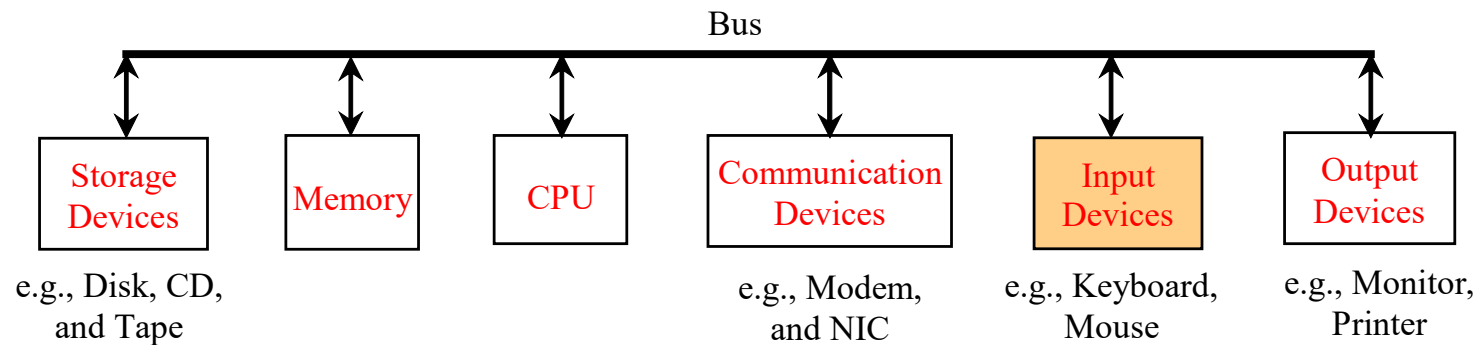 Bus
Storage
Devices
Memory
CPU
Communication
Devices
Input
Devices
Output
Devices
e.g., Disk, CD,
and Tape
e.g., Modem,
and NIC
e.g., Keyboard,
Mouse
e.g., Monitor,
Printer